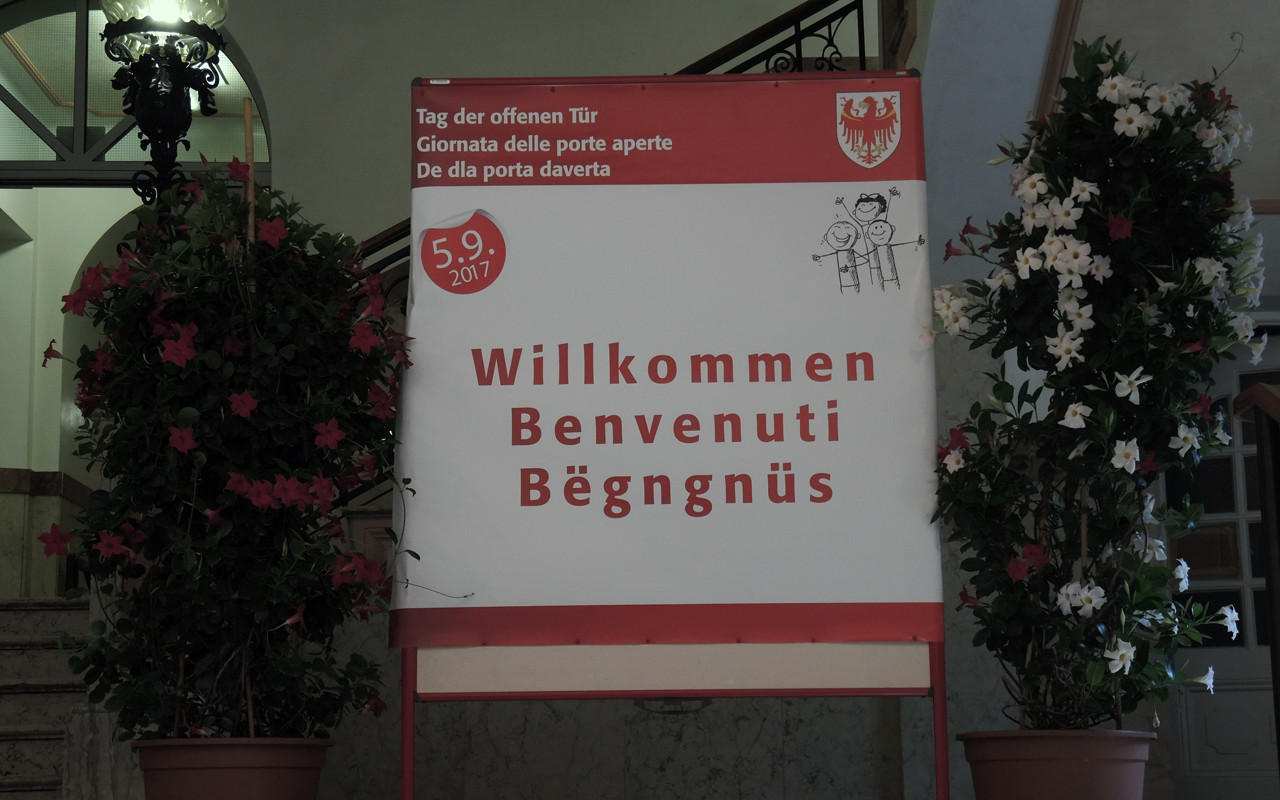 Tag der offenen Tür
Giornata delle porte aperte
De dla porta daverta
5.9.
2017
Willkommen
Benvenuti
Bëgngnüs